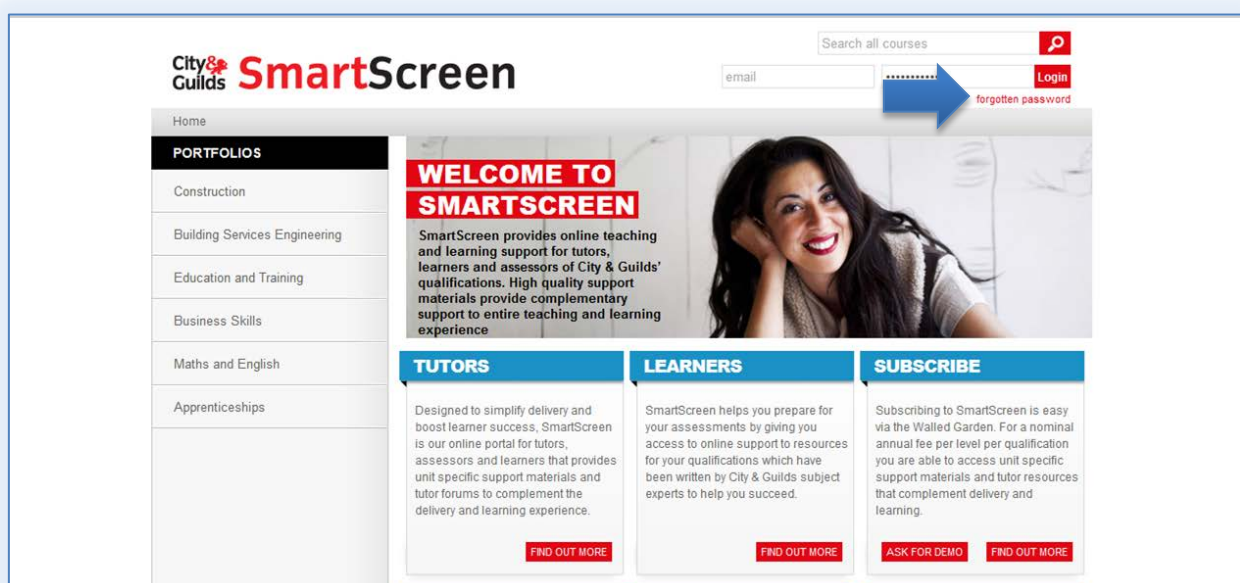 Search all courses
City&
Guilds SmartScreen
email
•••••••••• Login
forgotten password
Home
PORTFOLIOS
Construction
Building Services Engineering
Education and Training
Business Skills
Maths and English
Apprenticeships
WELCOME TO
SMARTSCREEN
SmartScreen provides online teaching
and learning support for tutors,
learners and assessors of City & Guilds'
qualifications. High quality support
materials provide complementary
support to entire teaching and learning
experience
TUTORS
Designed to simplify delivery and
boost learner success, SmartScreen
is our online portal for tutors,
assessors and learners that provides
unit specific support materials and
tutor forums to complement the
delivery and learning experience.
FIND OUT MORE
LEARNERS
SmartScreen helps you prepare for
your assessments by giving you
access to online support to resources
for your qualifications which have
been written by City & Guilds subject
experts to help you succeed.
FIND OUT MORE
SUBSCRIBE
Subscribing to SmartScreen is easy
via the Walled Garden. For a nominal
annual fee per level per qualification
you are able to access unit specific
support materials and tutor resources
that complement delivery and
learning.
ASK FOR DEMO FIND OUT MORE